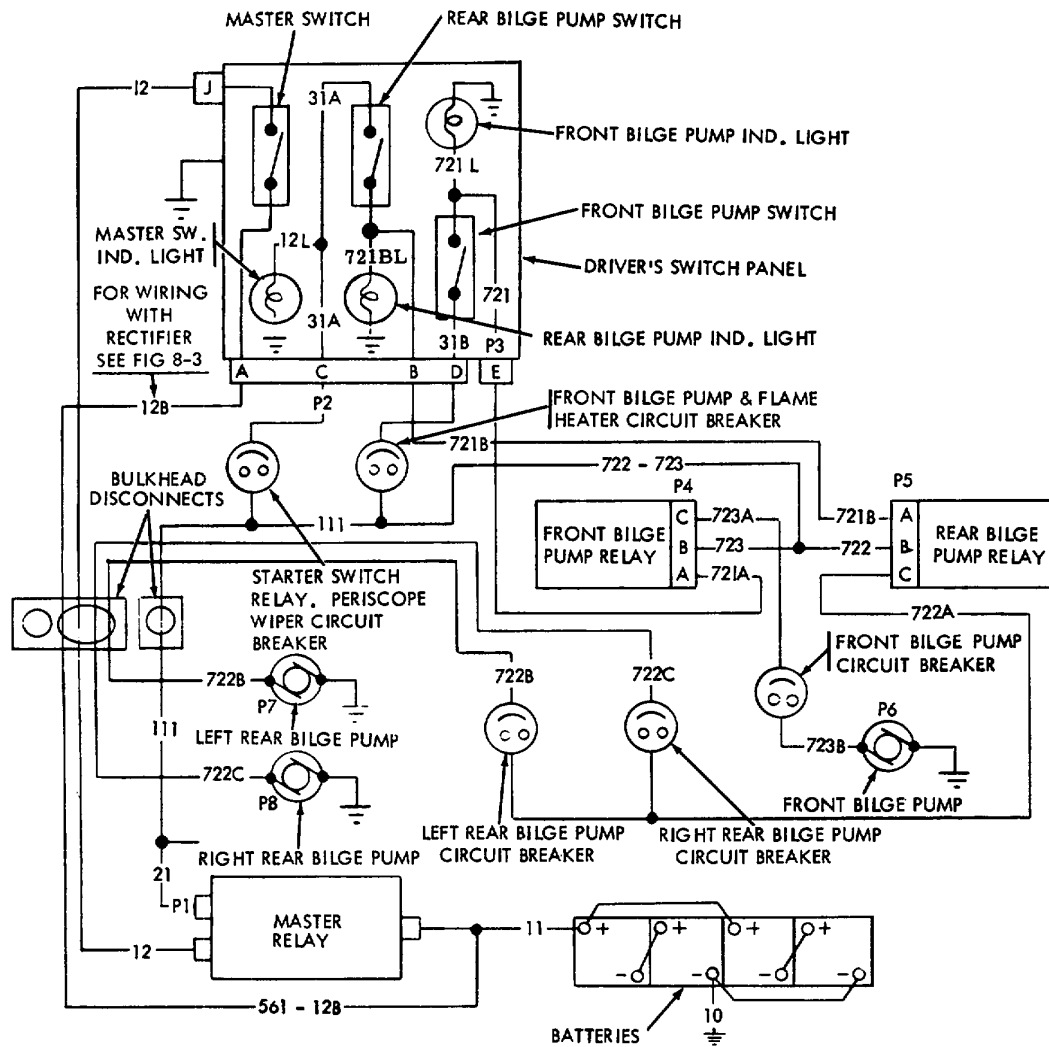 MASTER SWITCH
REAR BILGE PUMP SWITCH
12
J
31A
FRONT BILGE PUMP IND. LIGHT
721 L
FRONT BILGE PUMP SWITCH
MASTER SW.
IND. LIGHT
12L
721BL
DRIVER'S SWITCH PANEL
FOR WIRING
WITH
RECTIFIER
SEE FIG 8-3
31A
721
31B
P3
REAR BILGE PUMP IND. LIGHT
A
C
B
D
E
12B
P2
FRONT BILGE PUMP & FLAME
HEATER CIRCUIT BREAKER
721B
BULKHEAD
DISCONNECTS
722 - 723
P4
P5
111
FRONT BILGE
PUMP RELAY
C
B
A
723A
723
721A
721B
722
A
B
C
REAR BILGE
PUMP RELAY
722A
STARTER SWITCH
RELAY. PERISCOPE
WIPER CIRCUIT
BREAKER
FRONT BILGE PUMP
CIRCUIT BREAKER
722B
P7
722B
722C
P6
111
LEFT REAR BILGE PUMP
723B
722C
P8
FRONT BILGE PUMP
LEFT REAR BILGE PUMP
CIRCUIT BREAKER
RIGHT REAR BILGE PUMP
CIRCUIT BREAKER
RIGHT REAR BILGE PUMP
21
P1
MASTER
RELAY
12
11
+
+
+
+
-
-
-
-
561 - 12B
10
BATTERIES